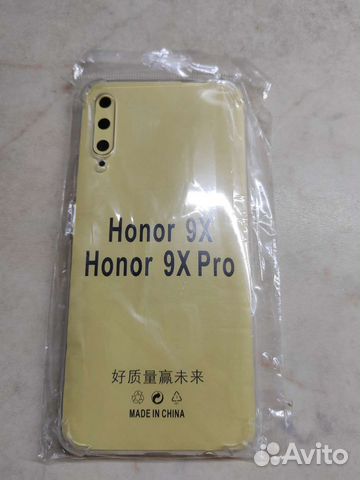 Honor 9X
Honor 9X Pro
好质量赢未来
MADE IN CHINA
Avito